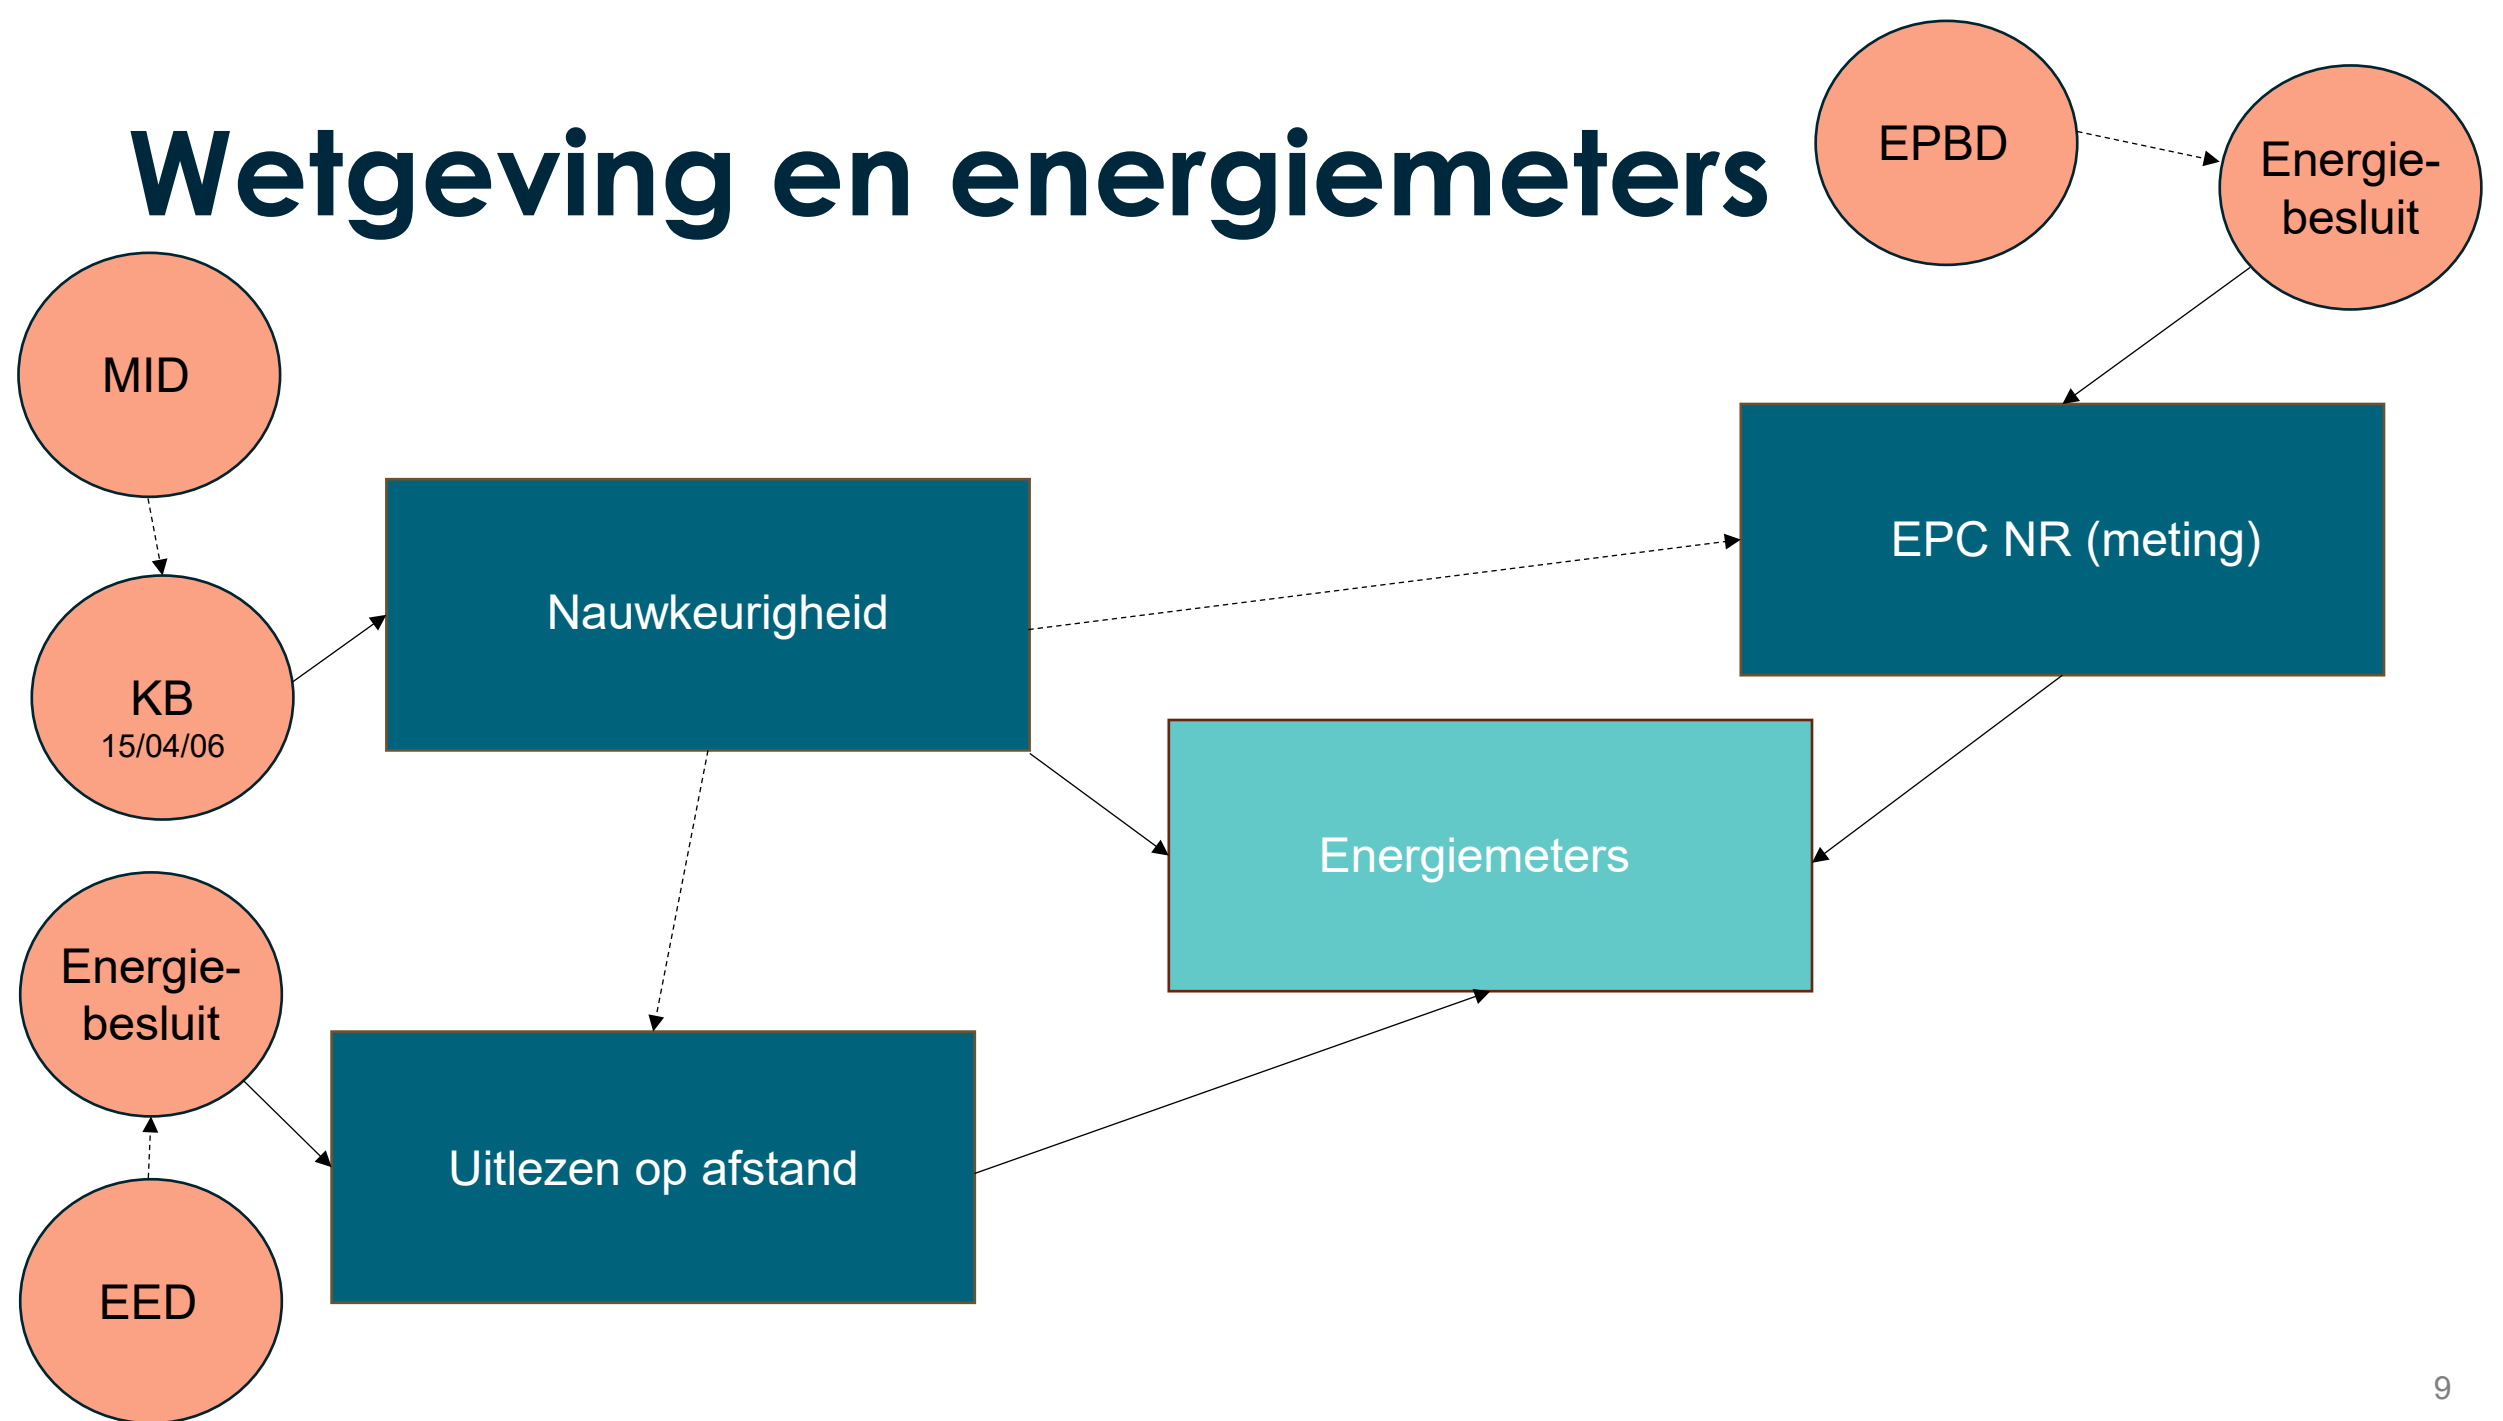 Wetgeving en energiemeters
EPBD
Energie-
besluit
MID
EPC NR (meting)
Nauwkeurigheid
KB
15/04/06
Energiemeters
Energie-
besluit
Uitlezen op afstand
EED
9